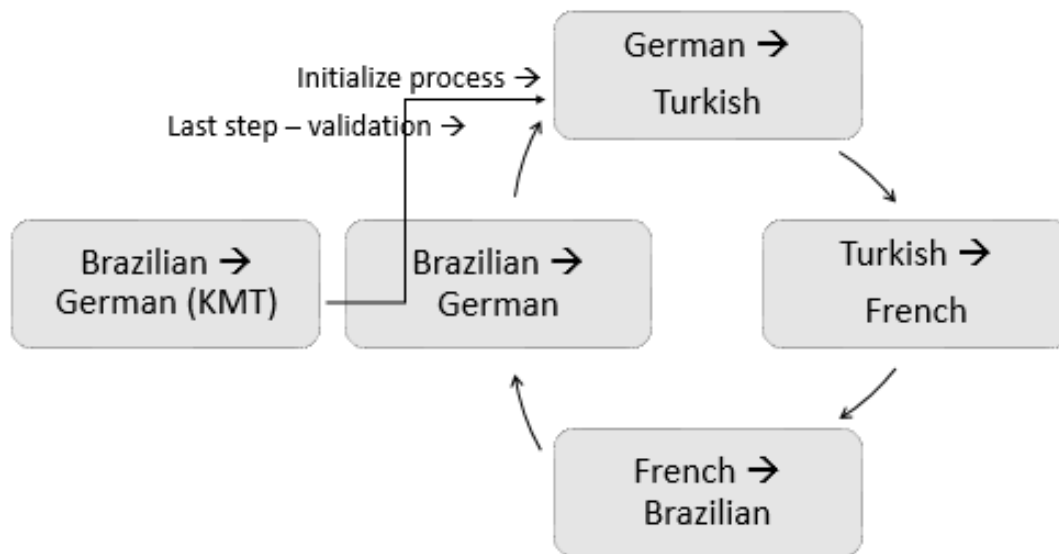 German →
Turkish
Initialize process →
Last step – validation →
Brazilian →
German (KMT)
Brazilian →
German
Turkish →
French
French →
Brazilian